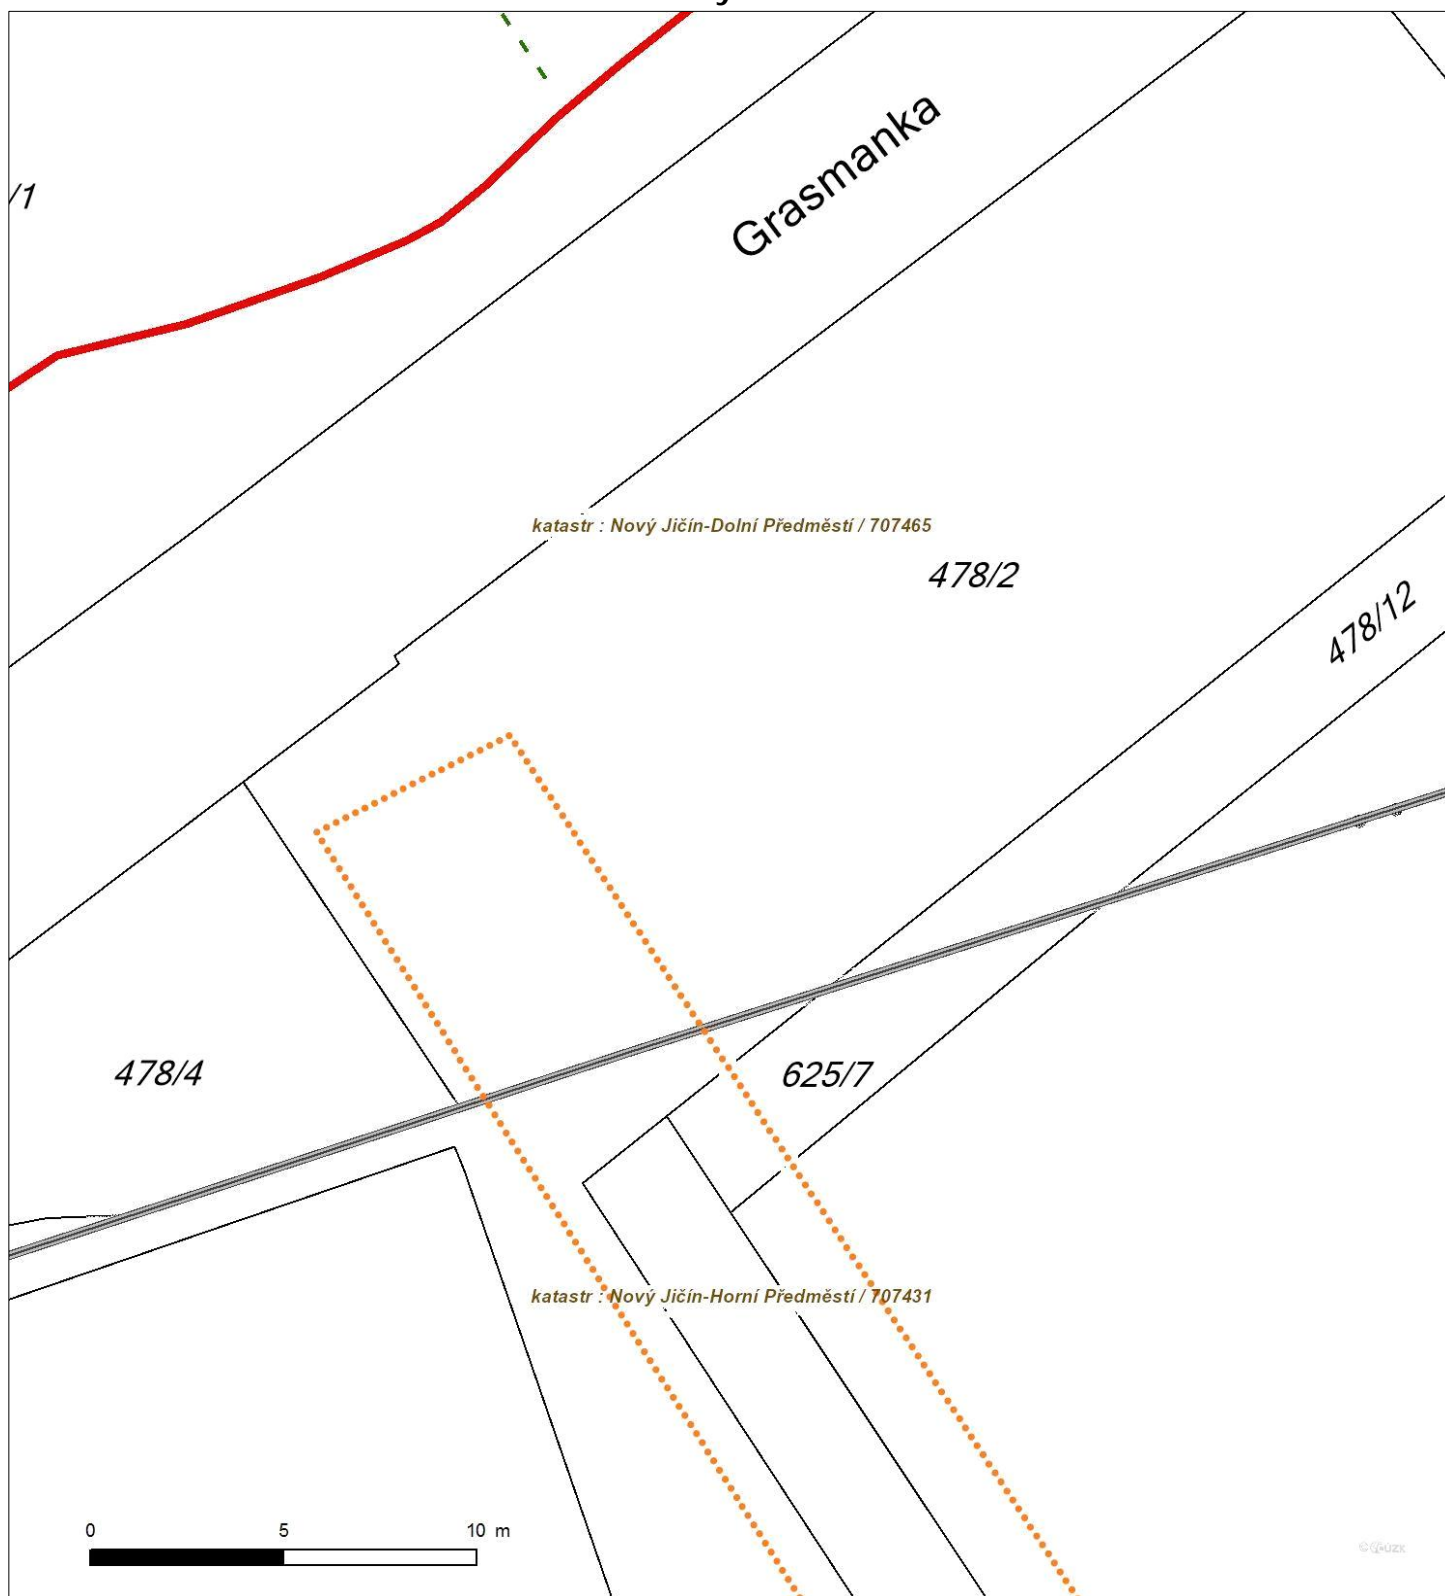 /1
Grasmanka
katastr : Nový Jičín-Dolní Předměstí / 707465
478/2
478/12
478/4
625/7
katastr : Nový Jičín-Horní Předměstí / 707431
0 5 10 m